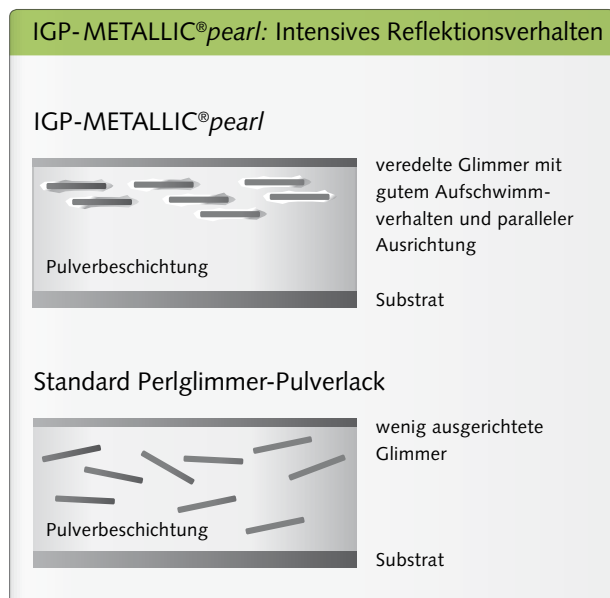 IGP-METALLIC®pearl: Intensives Reflektionsverhalten
IGP-METALLIC®pearl
veredelte Glimmer mit
gutem Aufschwimm-
verhalten und paralleler
Ausrichtung
Pulverbeschichtung
Substrat
Standard Perlglimmer-Pulverlack
wenig ausgerichtete
Glimmer
Pulverbeschichtung
Substrat